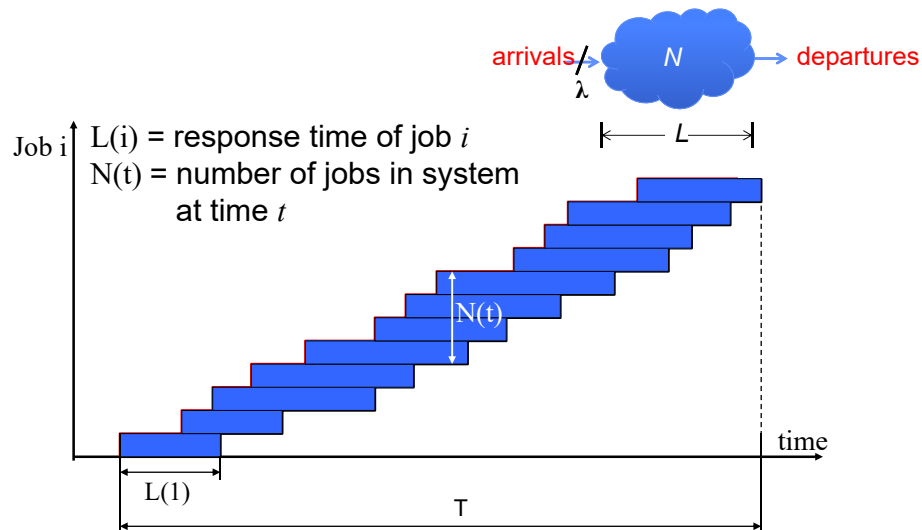 arrivals
N
departures
λ
L
L(i) = response time of job i
N(t) = number of jobs in system
at time t
Job i
N(t)
time
L(1)
T